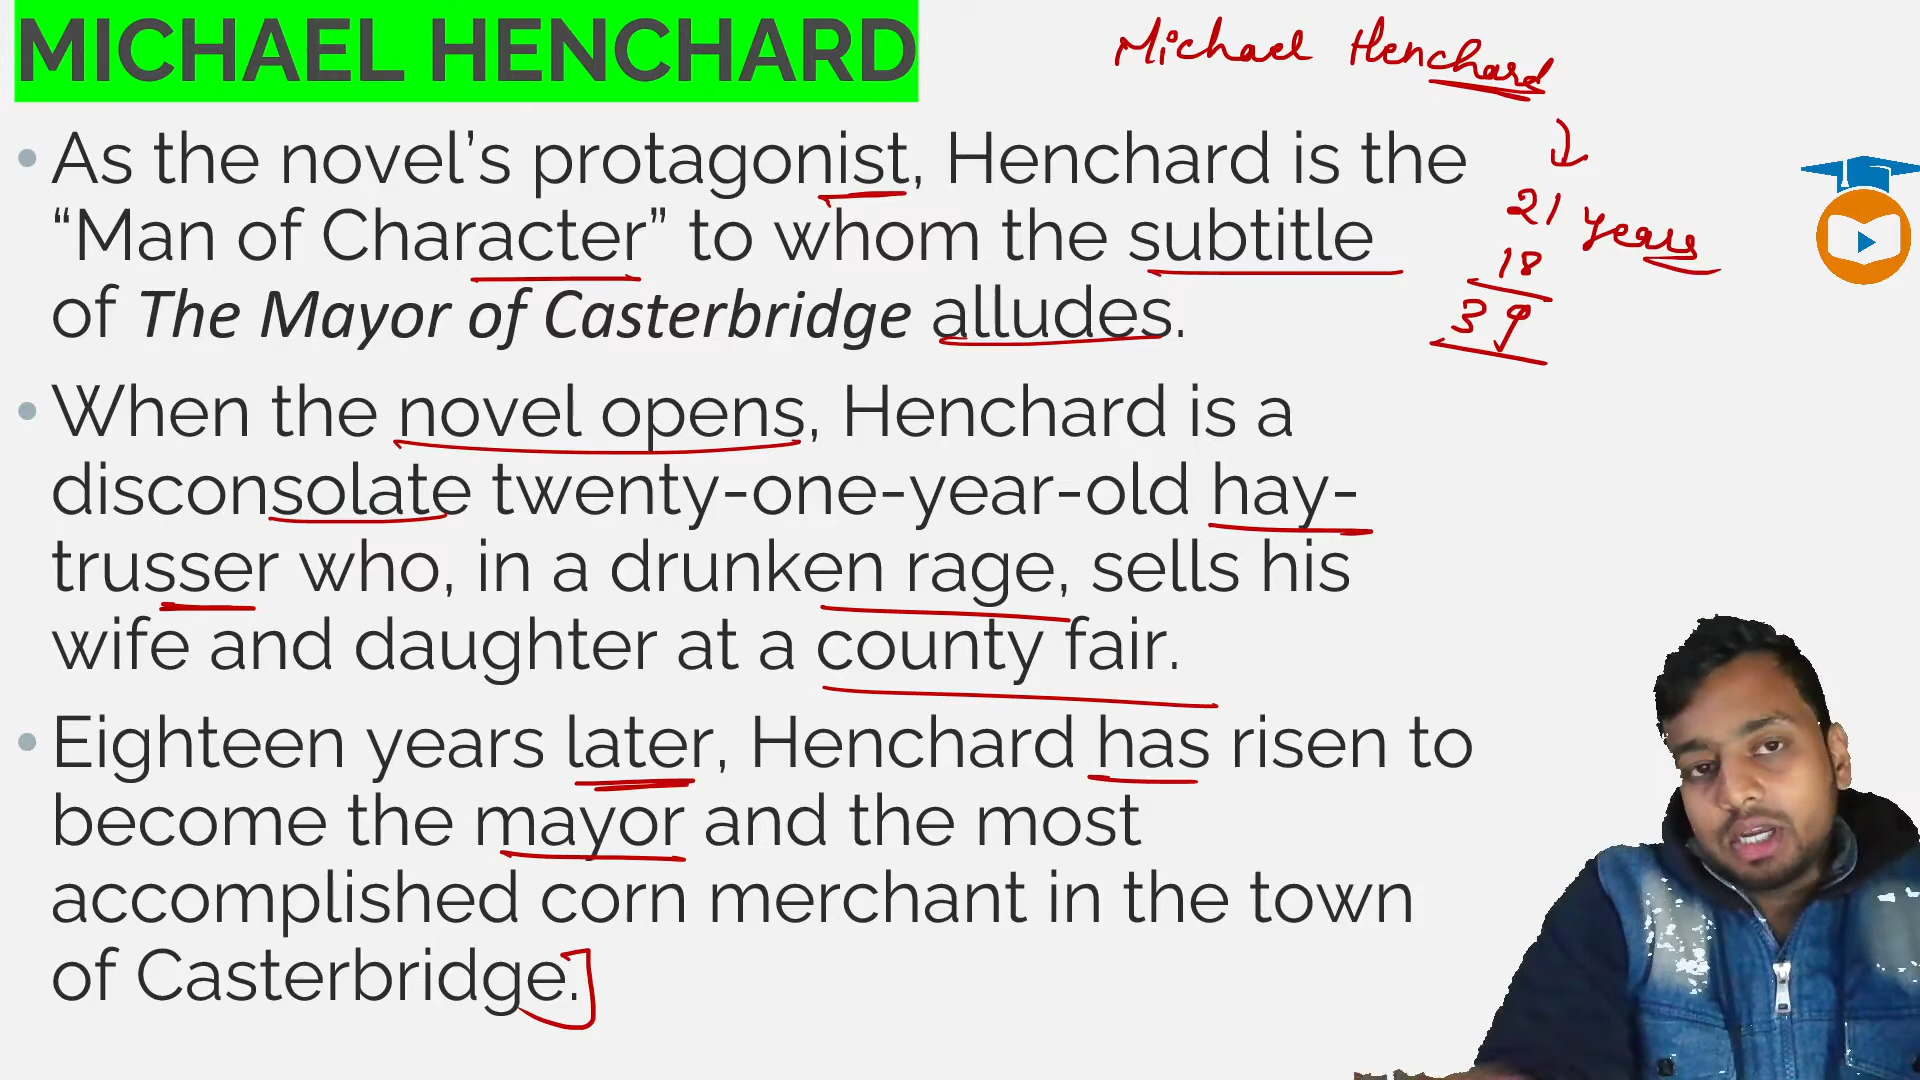 MICHAEL HENCHARD
Michael Henchard
21 years
18
39
• As the novel’s protagonist, Henchard is the
“Man of Character” to whom the subtitle
of The Mayor of Casterbridge alludes.
• When the novel opens, Henchard is a
disconsolate twenty-one-year-old hay-
trusser who, in a drunken rage, sells his
wife and daughter at a county fair.
• Eighteen years later, Henchard has risen to
become the mayor and the most
accomplished corn merchant in the town
of Casterbridge.